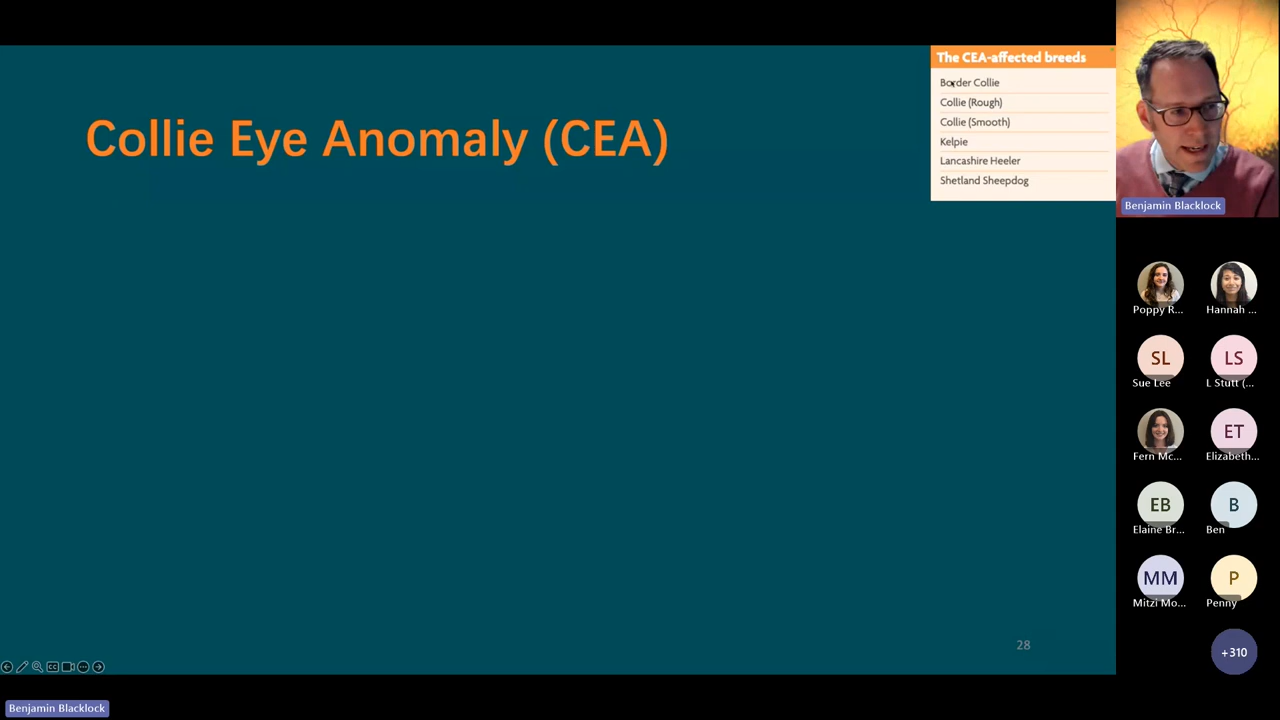 The CEA-affected breeds
Border Collie
Collie (Rough)
Collie (Smooth)
Kelpie
Lancashire Heeler
Shetland Sheepdog
Collie Eye Anomaly (CEA)
28
Benjamin Blacklock
Poppy R...
Hannah ...
SL
LS
Sue Lee
L Stutt (...
Fern Mc...
ET
Elizabeth...
EB
B
Elaine Br...
Ben
MM
P
Mitzi Mo...
Penny
+310
CC
Benjamin Blacklock